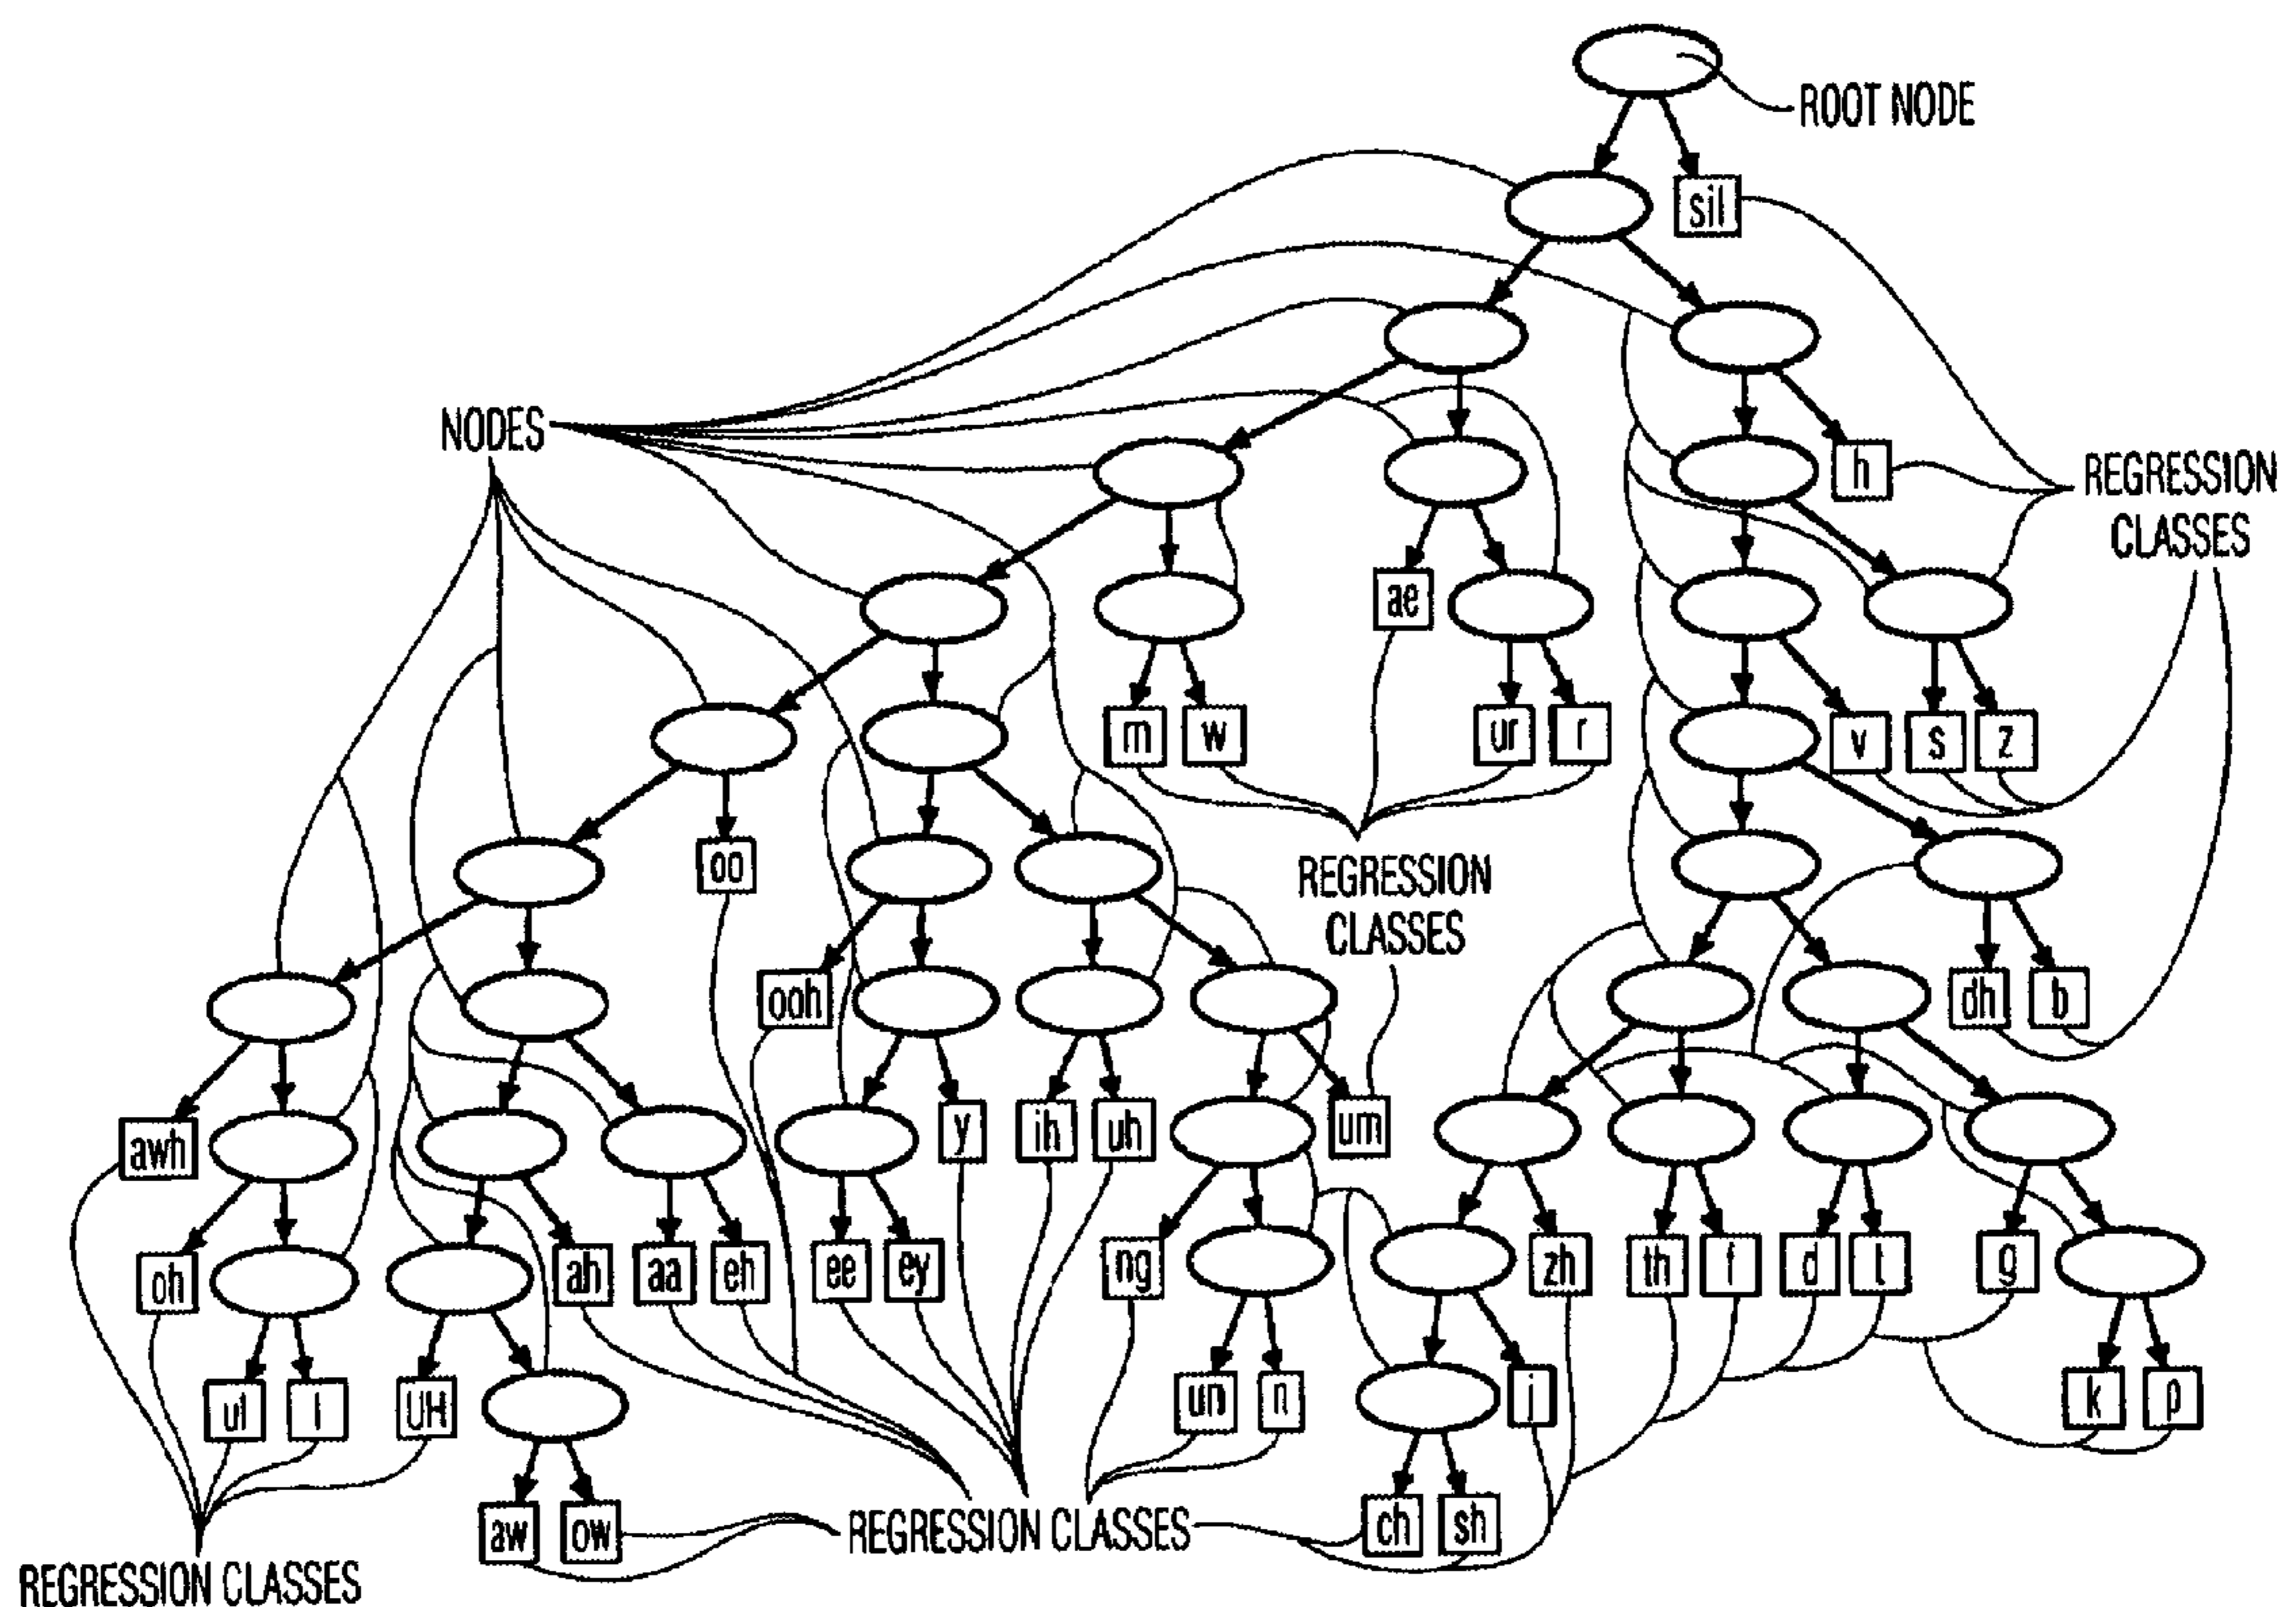 ROOT NODE
sil
NODES
h
REGRESSION
CLASSES
ae
m
w
ur
r
v
s
z
oo
REGRESSION
CLASSES
ooh
dh
b
awh
y
ih
uh
um
oh
ah
aa
eh
ee
ey
ng
zh
th
f
d
t
g
ul
l
UH
un
n
j
k
p
aw
ow
REGRESSION CLASSES
ch
sh
REGRESSION CLASSES